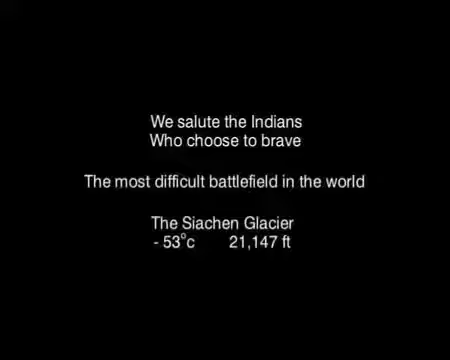 We salute the Indians
Who choose to brave
The most difficult battlefield in the world
The Siachen Glacier
- 53°c 21,147 ft